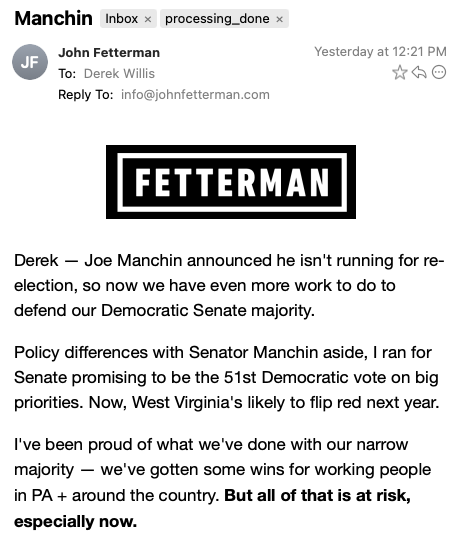 Manchin Inbox × processing_done ×
JF
John Fetterman Yesterday at 12:21 PM
To: Derek Willis
Reply To: info@johnfetterman.com
FETTERMAN
Derek — Joe Manchin announced he isn't running for re-
election, so now we have even more work to do to
defend our Democratic Senate majority.
Policy differences with Senator Manchin aside, I ran for
Senate promising to be the 51st Democratic vote on big
priorities. Now, West Virginia's likely to flip red next year.
I've been proud of what we've done with our narrow
majority — we've gotten some wins for working people
in PA + around the country. But all of that is at risk,
especially now.